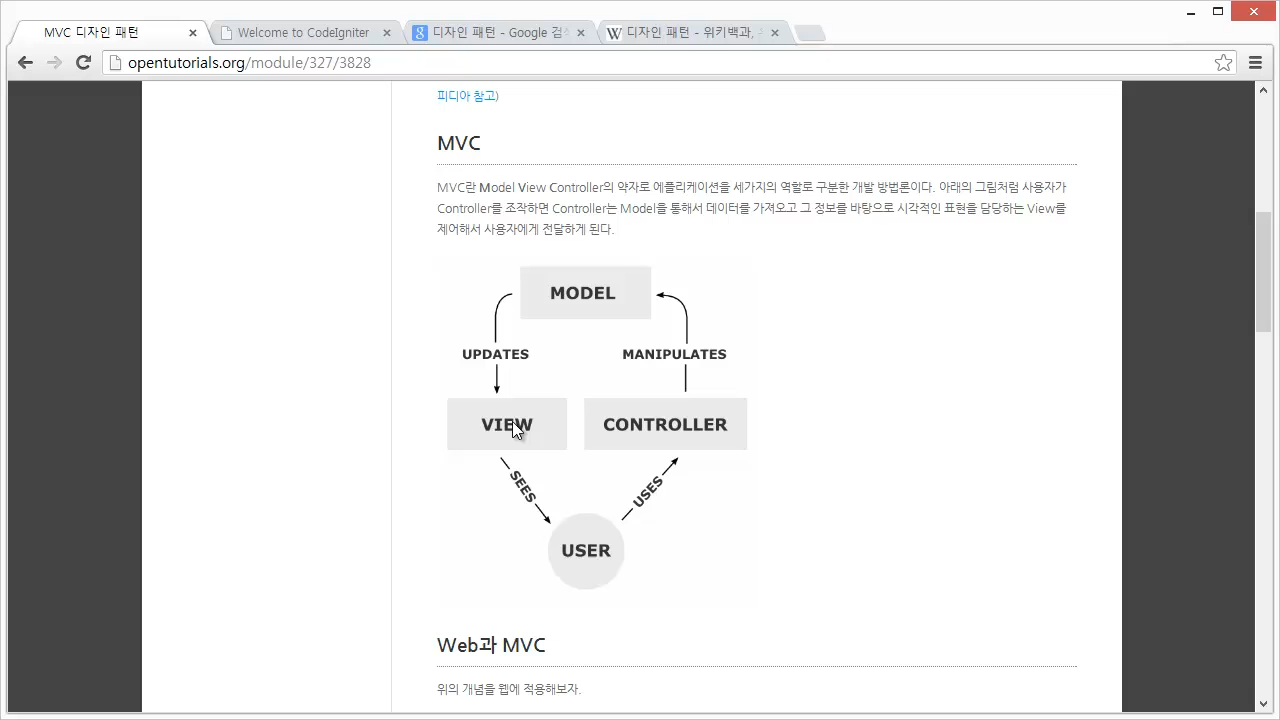 MVC 디자인 패턴
Welcome to CodeIgniter
디자인 패턴 - Google 검
디자인 패턴 - 위키백과,
opentutorials.org/module/327/3828
피디아 참고)
MVC
MVC란 Model View Controller의 약자로 에플리케이션을 세가지의 역할로 구분한 개발 방법론이다. 아래의 그림처럼 사용자가
Controller를 조작하면 Controller는 Model을 통해서 데이터를 가져오고 그 정보를 바탕으로 시각적인 표현을 담당하는 View를
제어해서 사용자에게 전달하게 된다.
MODEL
UPDATES
MANIPULATES
VIEW
CONTROLLER
SEES
USES
USER
Web과 MVC
위의 개념을 웹에 적용해보자.